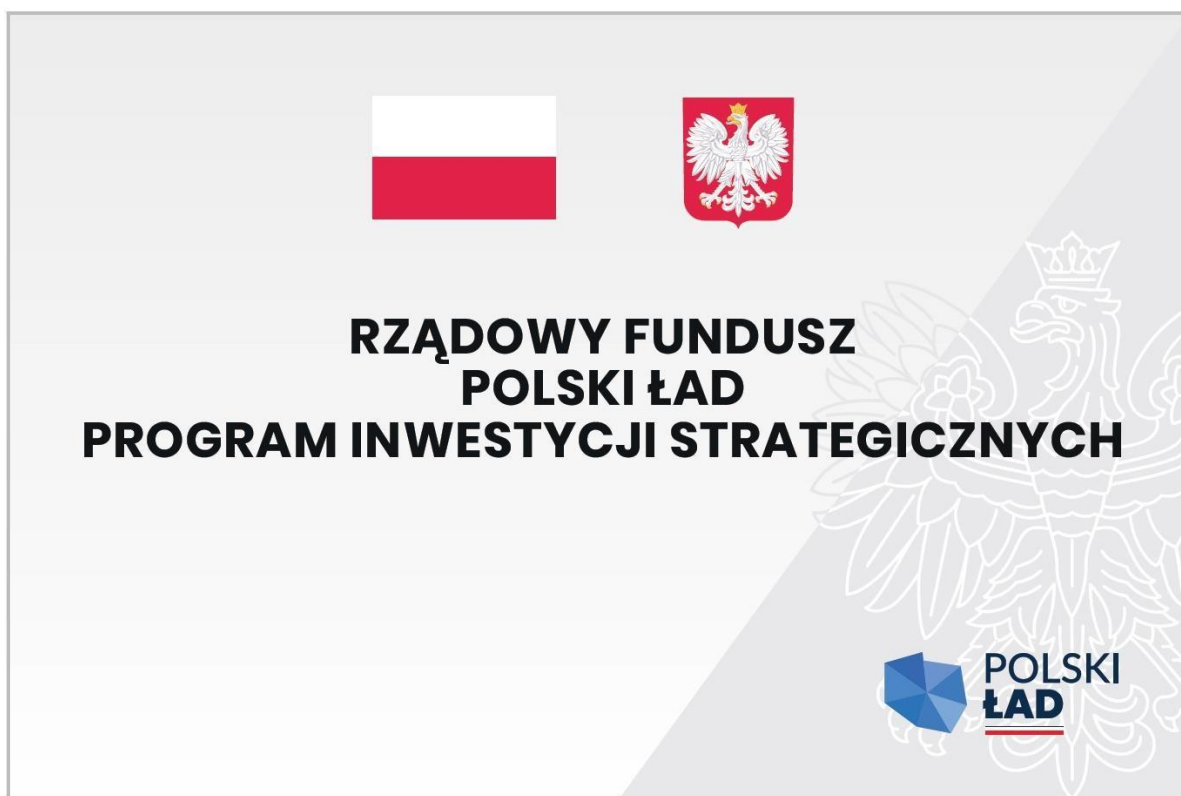 RZĄDOWY FUNDUSZ
POLSKI ŁAD
PROGRAM INWESTYCJI STRATEGICZNYCH
POLSKI
ŁAD